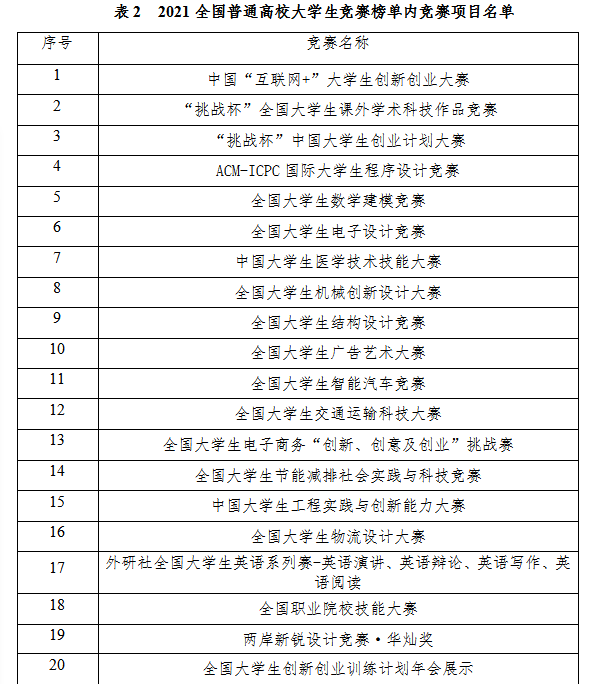 表 2 2021 全国普通高校大学生竞赛榜单内竞赛项目名单
序号 竞赛名称
1 中国“互联网+”大学生创新创业大赛
2 “挑战杯”全国大学生课外学术科技作品竞赛
3 “挑战杯”中国大学生创业计划大赛
4 ACM-ICPC 国际大学生程序设计竞赛
5 全国大学生数学建模竞赛
6 全国大学生电子设计竞赛
7 中国大学生医学技术技能大赛
8 全国大学生机械创新设计大赛
9 全国大学生结构设计竞赛
10 全国大学生广告艺术大赛
11 全国大学生智能汽车竞赛
12 全国大学生交通运输科技大赛
13 全国大学生电子商务“创新、创意及创业”挑战赛
14 全国大学生节能减排社会实践与科技竞赛
15 中国大学生工程实践与创新能力大赛
16 全国大学生物流设计大赛
17 外研社全国大学生英语系列赛-英语演讲、英语辩论、英语写作、英
语阅读
18 全国职业院校技能大赛
19 两岸新锐设计竞赛·华灿奖
20 全国大学生创新创业训练计划年会展示